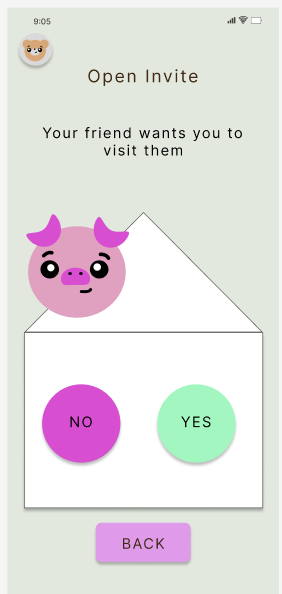 9:05
Open Invite
Your friend wants you to
visit them
NO YES
BACK